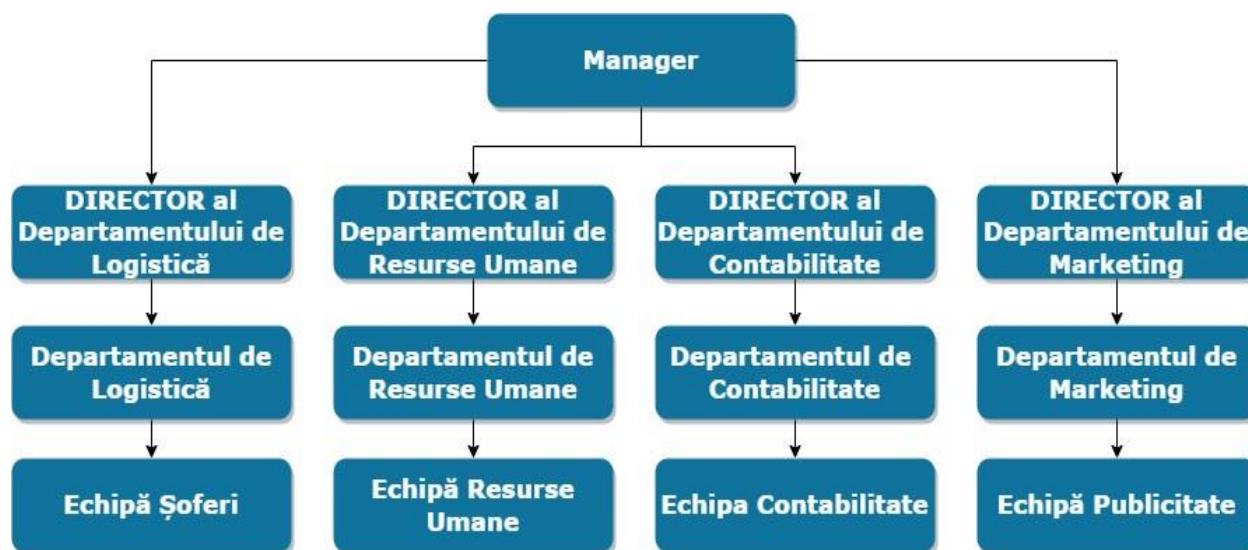 Manager
DIRECTOR al
Departamentului de
Logistică
DIRECTOR al
Departamentului de
Resurse Umane
DIRECTOR al
Departamentului de
Contabilitate
DIRECTOR al
Departamentului de
Marketing
Departamentul de
Logistică
Departamentul de
Resurse Umane
Departamentul de
Contabilitate
Departamentul de
Marketing
Echipă Șoferi
Echipă Resurse
Umane
Echipa Contabilitate
Echipă Publicitate